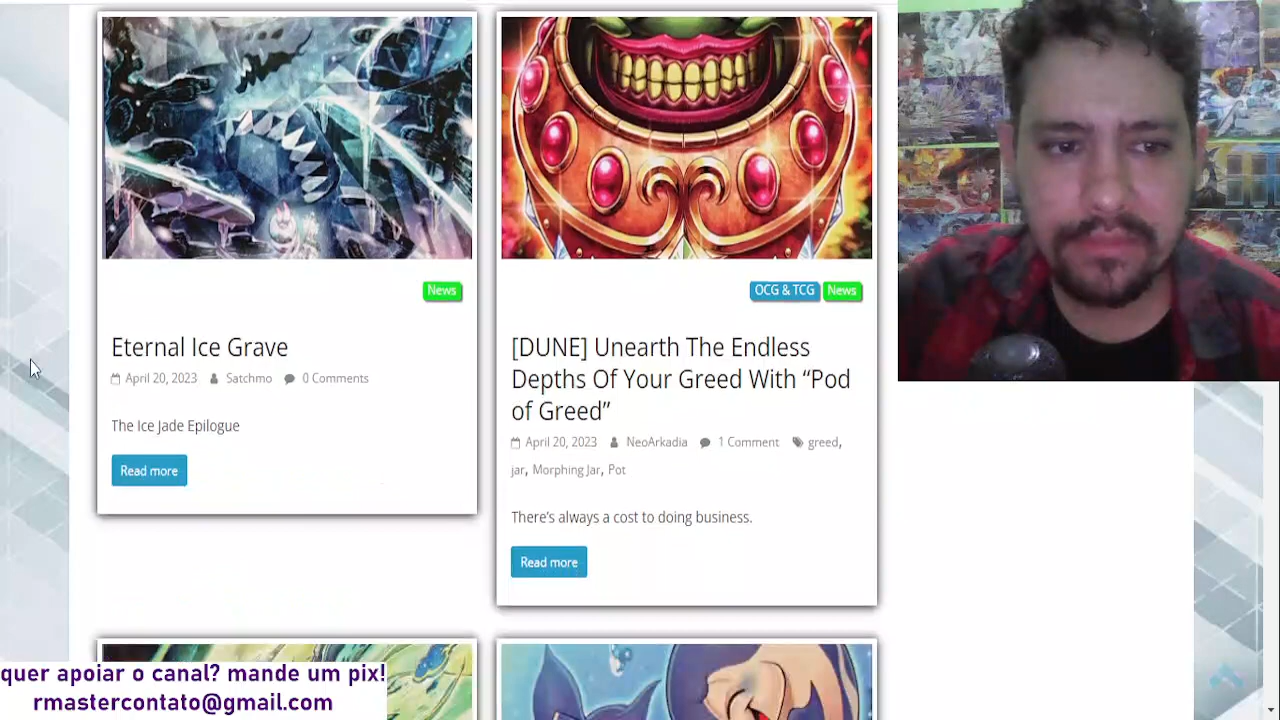 News
Eternal Ice Grave
April 20, 2023 Satchmo 0 Comments
The Ice Jade Epilogue
Read more
OCG & TCG News
[DUNE] Unearth The Endless
Depths Of Your Greed With “Pod
of Greed”
April 20, 2023 NeoArkadia 1 Comment greed,
jar, Morphing Jar, Pot
There's always a cost to doing business.
Read more
quer apoiar o canal? mande um pix!
rmastercontato@gmail.com